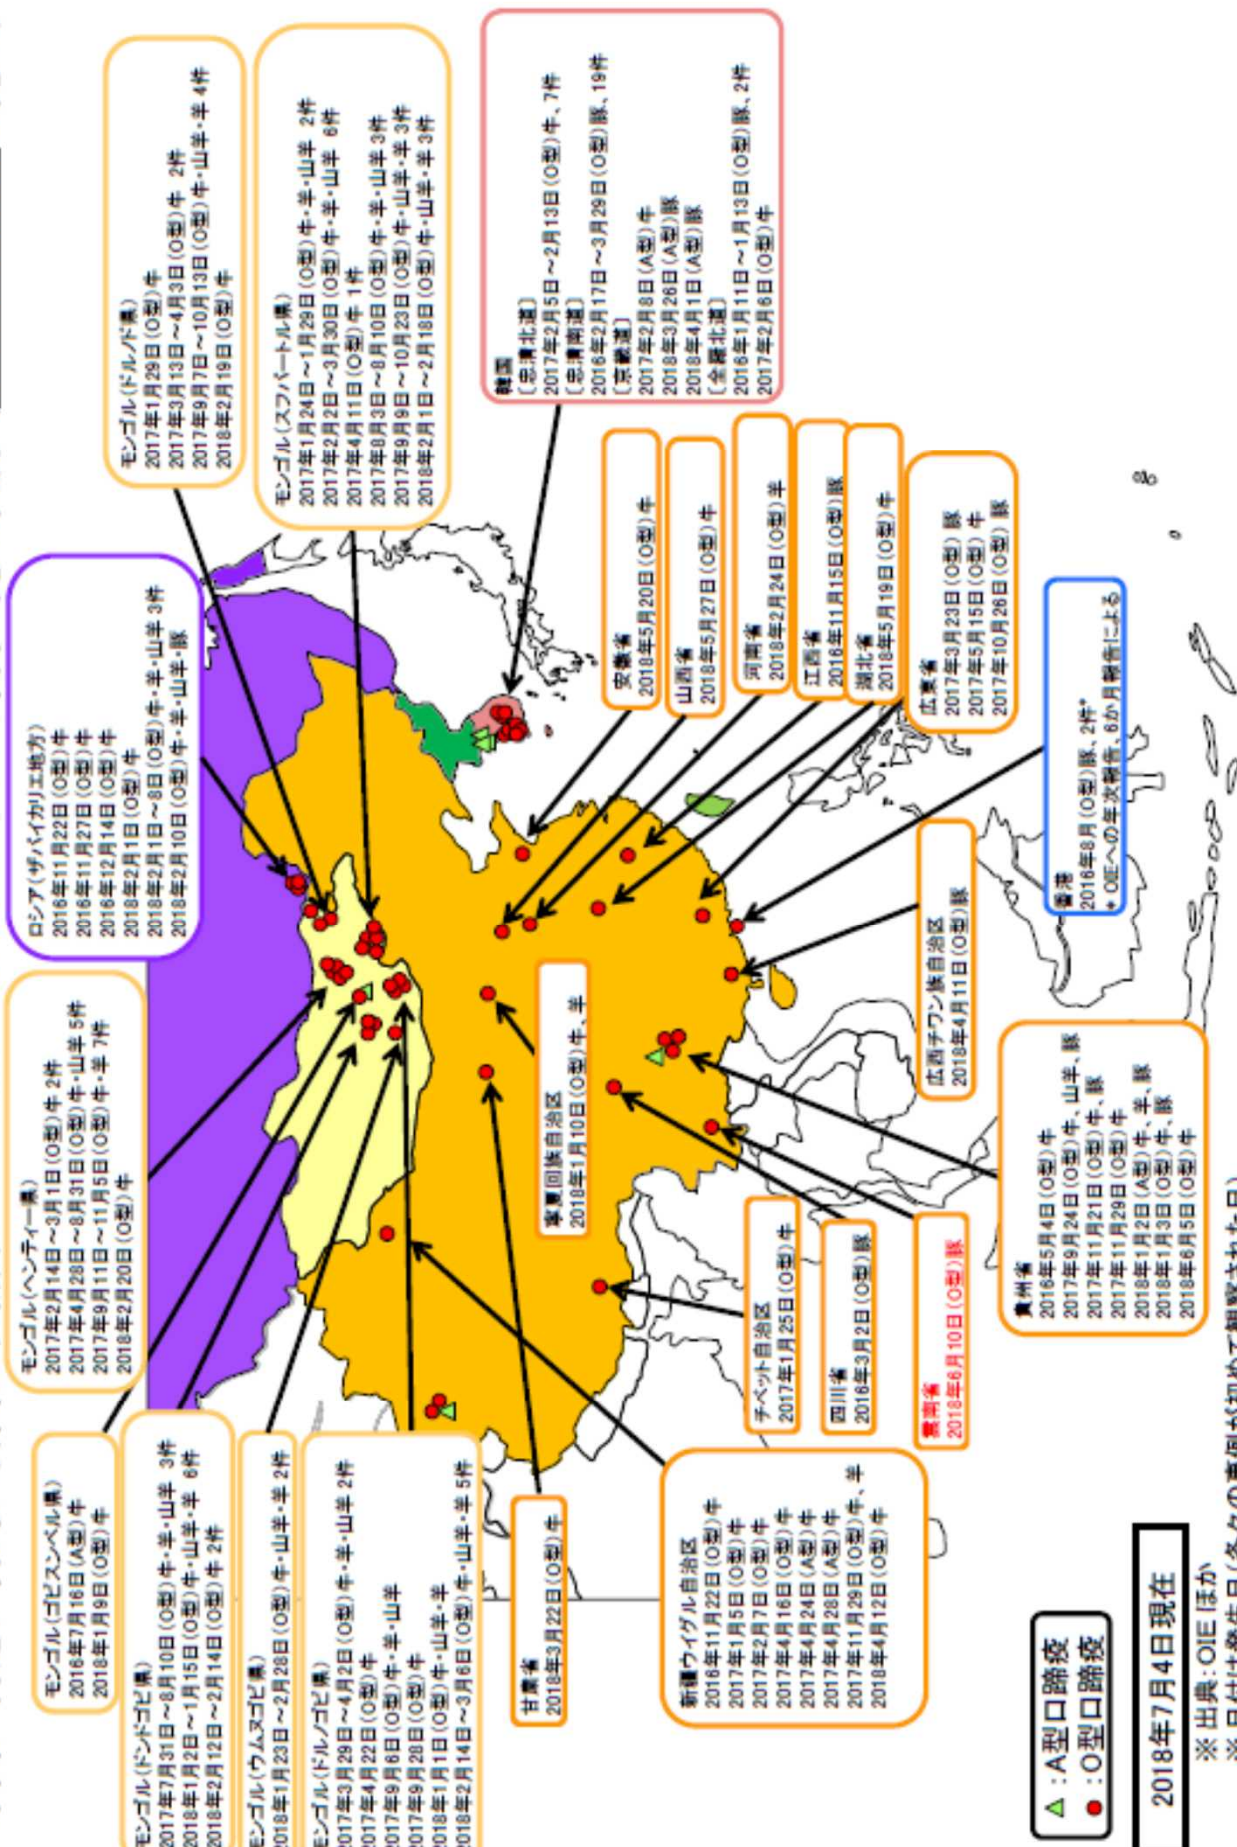 ロシア(ザバイカリエ地方)
2016年11月22日(O型)牛
2016年11月27日(O型)牛
2016年12月14日(O型)牛
2018年2月1日(O型)牛
2018年2月1日~8日(O型)牛・羊・山羊3件
2018年2月10日(O型)牛・羊・山羊・豚
モンゴル(ドルノド県)
2017年1月29日(O型)牛
2017年3月13日~4月3日(O型)牛 2件
2017年9月7日~10月13日(O型)牛・山羊・羊 4件
2018年2月19日(O型)牛
モンゴル(スフバートル県)
2017年1月24日~1月29日(O型)牛・羊・山羊 2件
2017年2月2日~3月30日(O型)牛・羊・山羊 6件
2017年4月11日(O型)牛 1件
2017年8月3日~8月10日(O型)牛・羊・山羊3件
2017年9月9日~10月23日(O型)牛・山羊・羊 3件
2018年2月1日~2月18日(O型)牛・山羊・羊 3件
モンゴル(ヘンティー県)
2017年2月14日~3月1日(O型)牛 2件
2017年4月28日~8月31日(O型)牛・山羊 5件
2017年9月11日~11月5日(O型)牛・羊 7件
2018年2月20日(O型)牛
モンゴル(ゴビスンベル県)
2016年7月16日(A型)牛
2018年1月9日(O型)牛
モンゴル(ドンドゴビ県)
2017年7月31日~8月10日(O型)牛・羊・山羊 3件
2018年1月2日~1月15日(O型)牛・山羊・羊 6件
2018年2月12日~2月14日(O型)牛 2件
モンゴル(ウムヌゴビ県)
2018年1月23日~2月28日(O型)牛・山羊・羊 2件
モンゴル(ドルノゴビ県)
2017年3月29日~4月2日(O型)牛・羊・山羊 2件
2017年4月22日(O型)牛
2017年9月6日(O型)牛・羊・山羊
2017年9月28日(O型)牛
2018年1月1日(O型)牛・山羊・羊
2018年2月14日~3月6日(O型)牛・山羊・羊 5件
韓国
[忠清北道]
2017年2月5日~2月13日(O型)牛、7件
[忠清南道]
2016年2月17日~3月29日(O型)豚、19件
[京畿道]
2017年2月8日(A型)牛
2018年3月26日(A型)豚
2018年4月1日(A型)豚
[全羅北道]
2016年1月11日~1月13日(O型)豚、2件
2017年2月6日(O型)牛
安徽省
2018年5月20日(O型)牛
山西省
2018年5月27日(O型)牛
河南省
2018年2月24日(O型)羊
江西省
2016年11月15日(O型)豚
湖北省
2018年5月19日(O型)牛
広東省
2017年3月23日(O型) 豚
2017年5月15日(O型) 牛
2017年10月26日(O型) 豚
香港
2016年8月(O型)豚、2件*
* OIEへの年次報告、6か月報告による
寧夏回族自治区
2018年1月10日(O型)牛、羊
広西チワン族自治区
2018年4月11日(O型)豚
甘粛省
2018年3月22日(O型)牛
チベット自治区
2017年1月25日(O型)牛
四川省
2016年3月2日(O型)豚
雲南省
2018年6月10日(O型)豚
貴州省
2016年5月4日(O型)牛
2017年9月24日(O型)牛、山羊、豚
2017年11月21日(O型)牛、豚
2017年11月29日(O型)牛
2018年1月2日(A型)牛、羊、豚
2018年1月3日(O型)牛、豚
2018年6月5日(O型)牛
新疆ウイグル自治区
2016年11月22日(O型)牛
2017年1月5日(O型)牛
2017年2月7日(O型)牛
2017年4月16日(O型)牛
2017年4月24日(A型)牛
2017年4月28日(A型)牛
2017年11月29日(O型)牛、羊
2018年4月12日(O型)牛
:A型口蹄疫
:O型口蹄疫
2018年7月4日現在
※ 出典:OIE ほか
※ 日付は発生日(各々の事例が初めて観察された日)